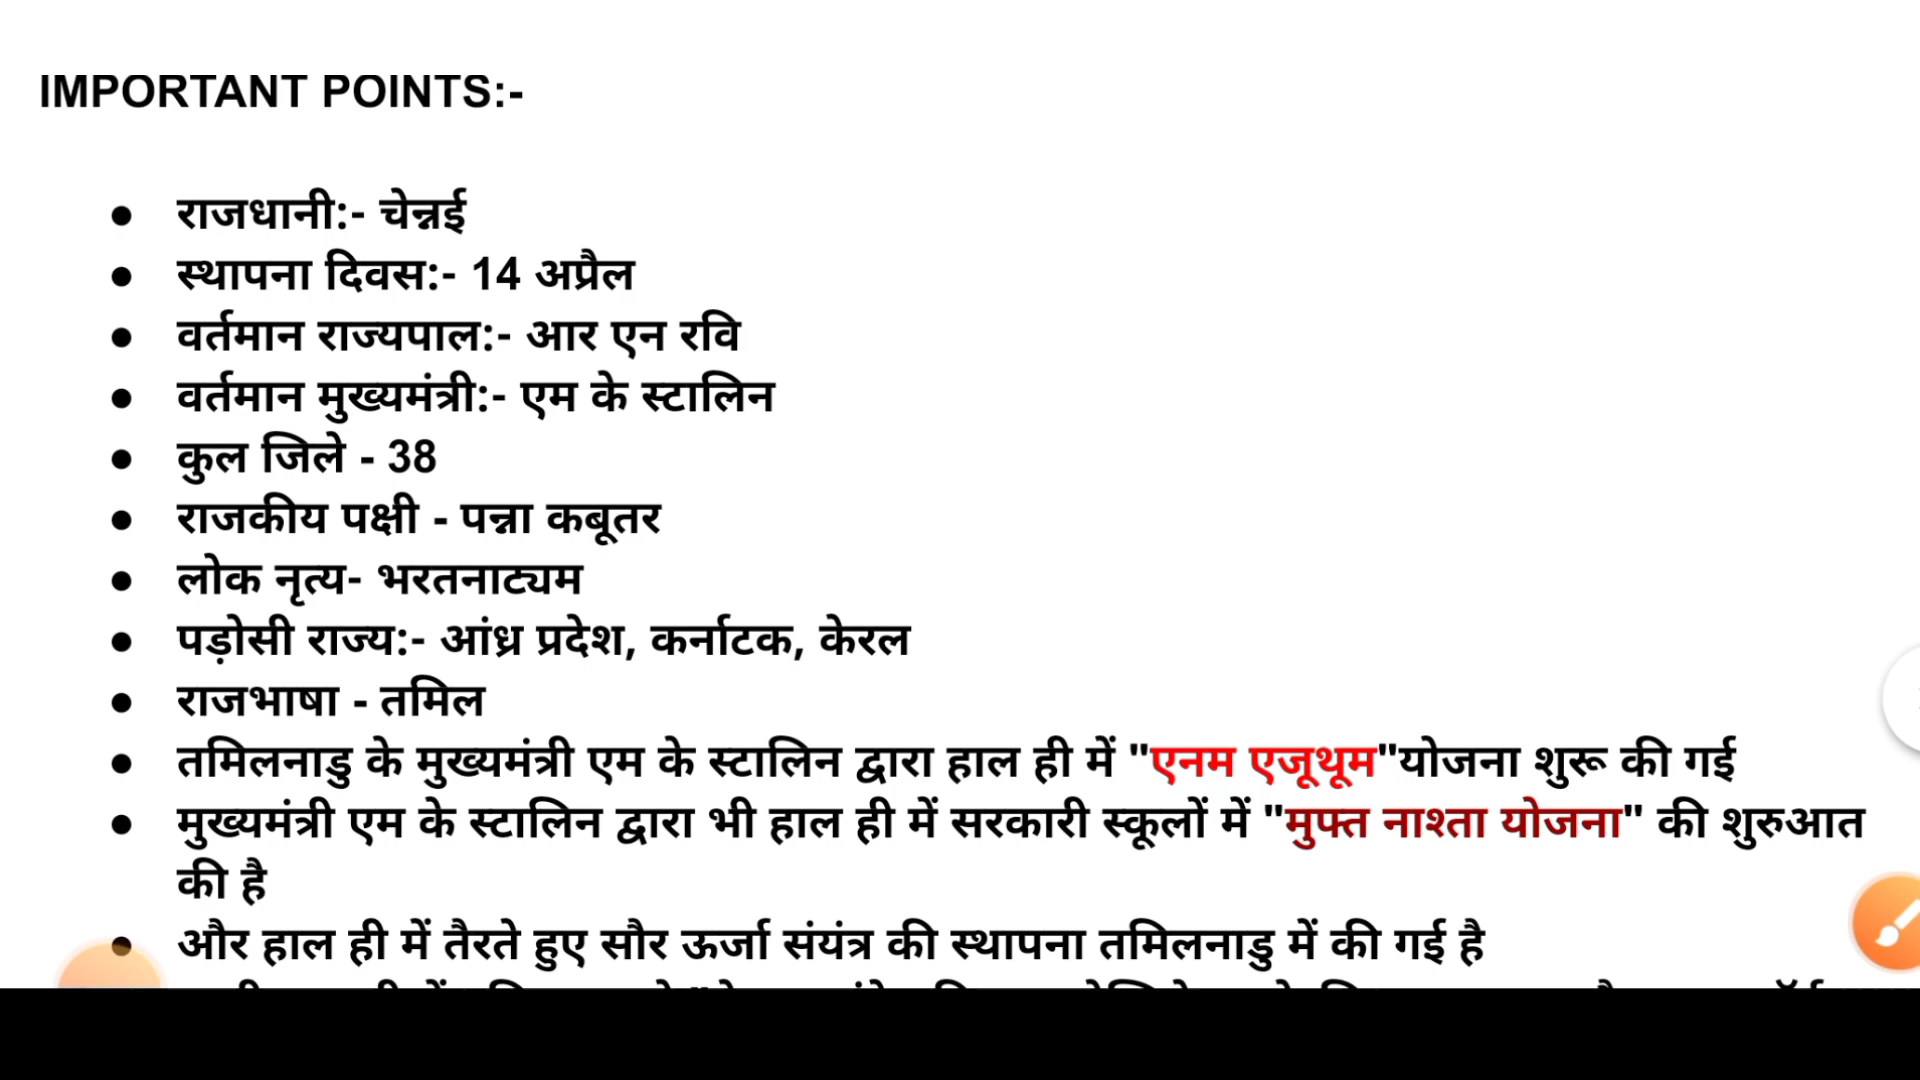 IMPORTANT POINTS:-
● राजधानी:- चेन्नई
● स्थापना दिवस:- 14 अप्रैल
● वर्तमान राज्यपाल:- आर एन रवि
● वर्तमान मुख्यमंत्री:- एम के स्टालिन
● कुल जिले - 38
● राजकीय पक्षी - पन्ना कबूतर
● लोक नृत्य- भरतनाट्यम
● पड़ोसी राज्य:- आंध्र प्रदेश, कर्नाटक, केरल
● राजभाषा - तमिल
● तमिलनाडु के मुख्यमंत्री एम के स्टालिन द्वारा हाल ही में "एनम एजूथूम"योजना शुरू की गई
● मुख्यमंत्री एम के स्टालिन द्वारा भी हाल ही में सरकारी स्कूलों में "मुफ्त नाश्ता योजना" की शुरुआत
की है
● और हाल ही में तैरते हुए सौर ऊर्जा संयंत्र की स्थापना तमिलनाडु में की गई है